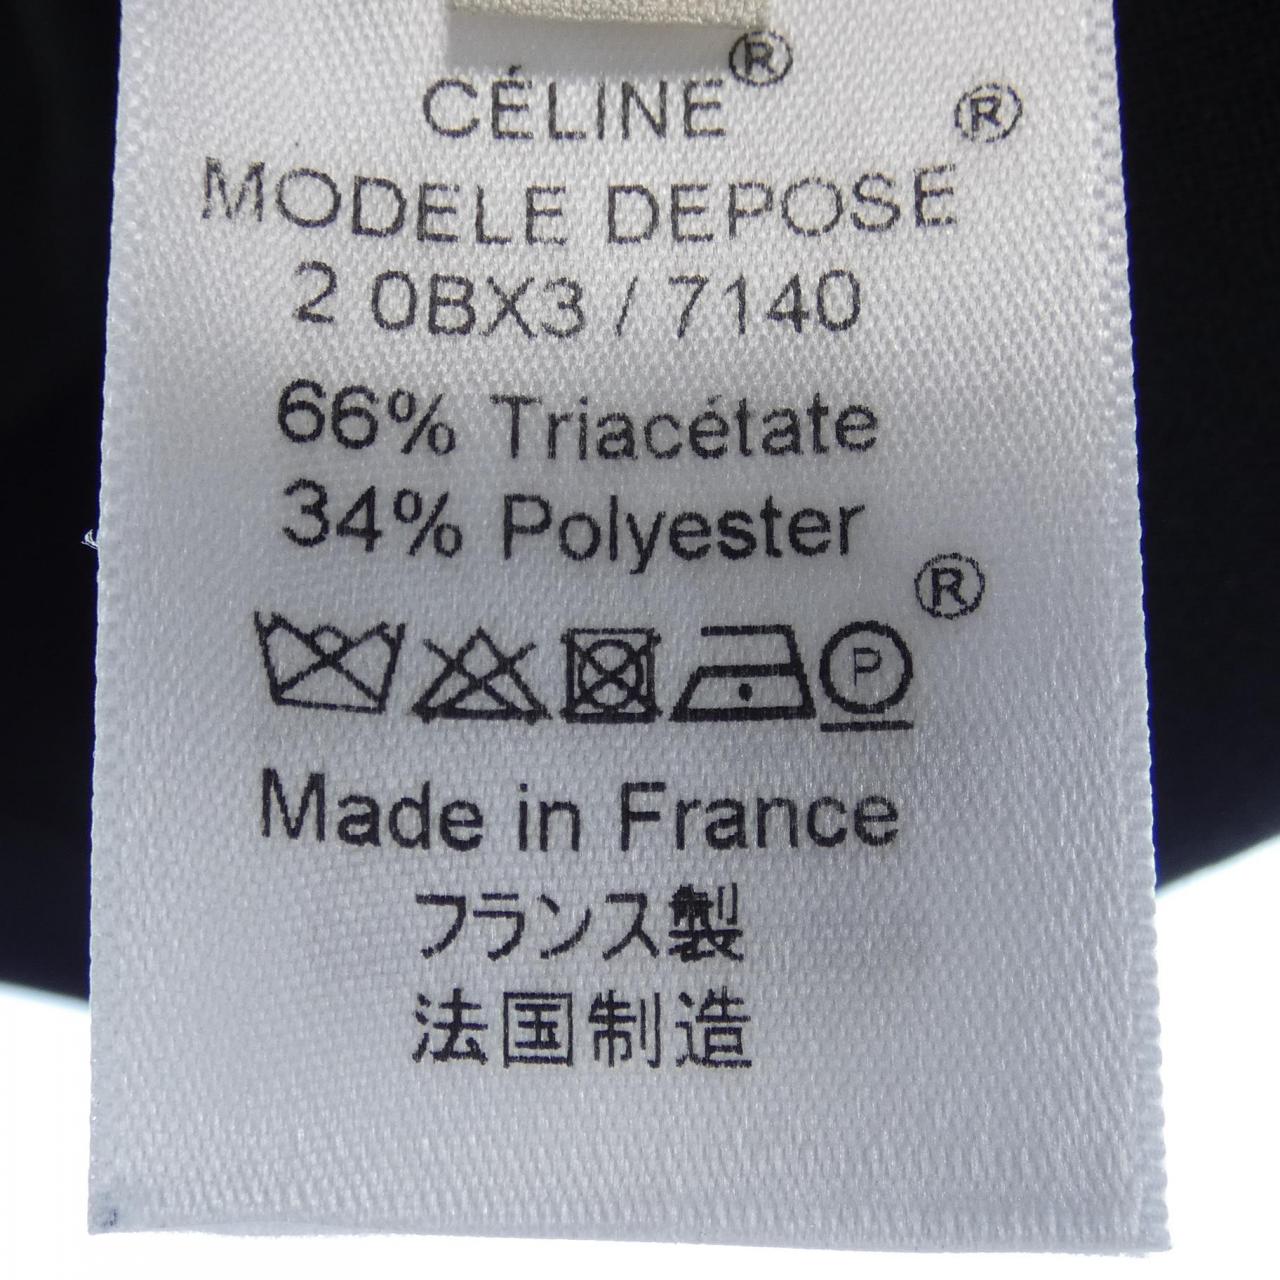 CÉLINE®
MODELE DEPOSE®
2 0BX3 / 7140
66% Triacétate
34% Polyester
®
P
Made in France
フランス製
法国制造